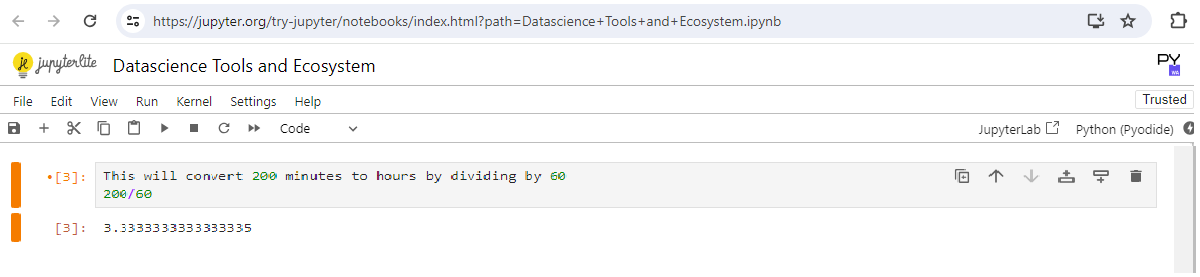 https://jupyter.org/try-jupyter/notebooks/index.html?path=Datascience+Tools+and+Ecosystem.ipynb
jupyterlite Datascience Tools and Ecosystem PY
WA
File Edit View Run Kernel Settings Help Trusted
Code JupyterLab Python (Pyodide)
[3]: This will convert 200 minutes to hours by dividing by 60
200/60
[3]: 3.3333333333333335